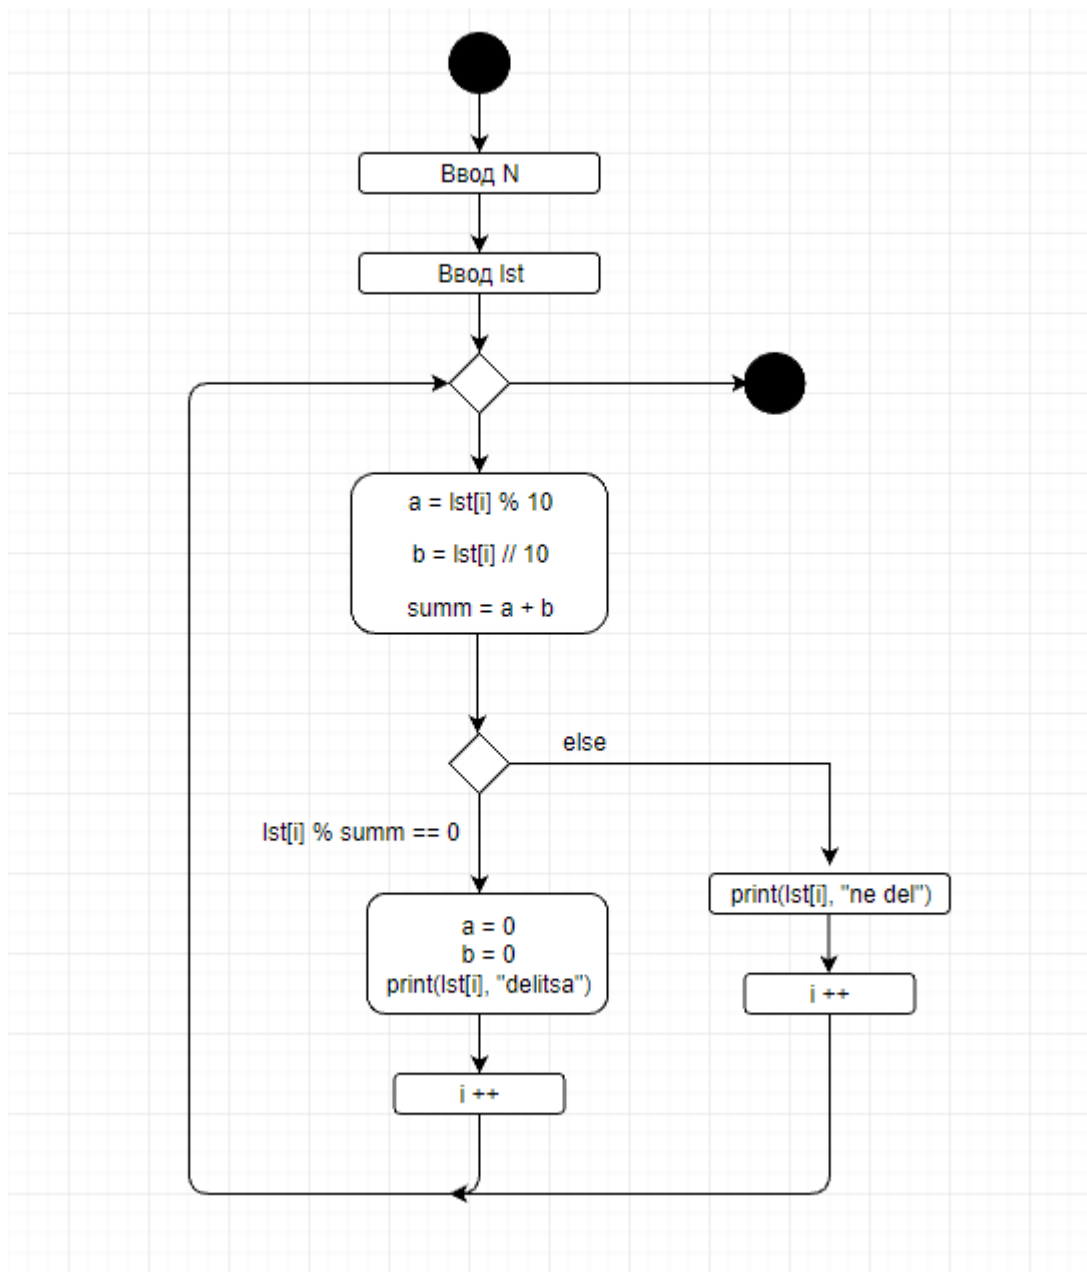 Ввод N
Ввод lst
a = lst[i] % 10
b = lst[i] // 10
summ = a + b
else
lst[i] % summ == 0
print(lst[i], "ne del")
a = 0
b = 0
print(lst[i], "delitsa")
i ++
i ++